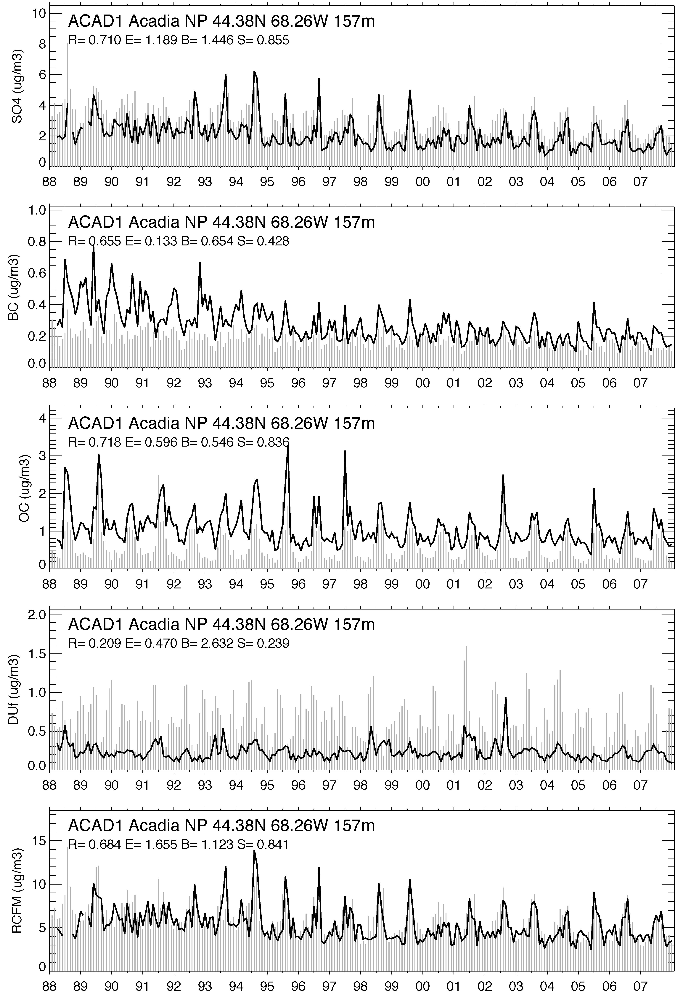 SO4 (ug/m3)
10
8
6
4
2
0
ACAD1 Acadia NP 44.38N 68.26W 157m
R= 0.710 E= 1.189 B= 1.446 S= 0.855
88 89 90 91 92 93 94 95 96 97 98 99 00 01 02 03 04 05 06 07
BC (ug/m3)
1.0
0.8
0.6
0.4
0.2
0.0
ACAD1 Acadia NP 44.38N 68.26W 157m
R= 0.655 E= 0.133 B= 0.654 S= 0.428
88 89 90 91 92 93 94 95 96 97 98 99 00 01 02 03 04 05 06 07
OC (ug/m3)
4
3
2
1
0
ACAD1 Acadia NP 44.38N 68.26W 157m
R= 0.718 E= 0.596 B= 0.546 S= 0.836
88 89 90 91 92 93 94 95 96 97 98 99 00 01 02 03 04 05 06 07
DUf (ug/m3)
2.0
1.5
1.0
0.5
0.0
ACAD1 Acadia NP 44.38N 68.26W 157m
R= 0.209 E= 0.470 B= 2.632 S= 0.239
88 89 90 91 92 93 94 95 96 97 98 99 00 01 02 03 04 05 06 07
RCFM (ug/m3)
15
10
5
0
ACAD1 Acadia NP 44.38N 68.26W 157m
R= 0.684 E= 1.655 B= 1.123 S= 0.841
88 89 90 91 92 93 94 95 96 97 98 99 00 01 02 03 04 05 06 07